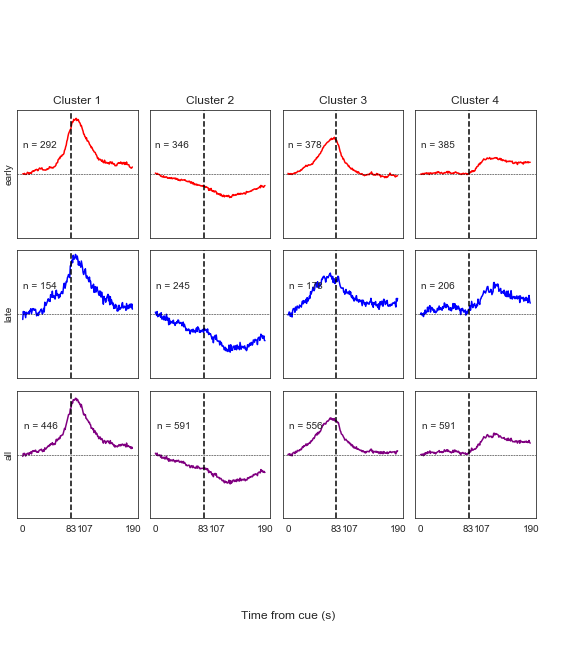 Cluster 1 Cluster 2 Cluster 3 Cluster 4
early
n = 292 n = 346 n = 378 n = 385
late
n = 154 n = 245 n = 206
all
n = 446 n = 591 n = 556 n = 591
0 83 107 190 0 83 107 190 0 83 107 190 0 83 107 190
Time from cue (s)